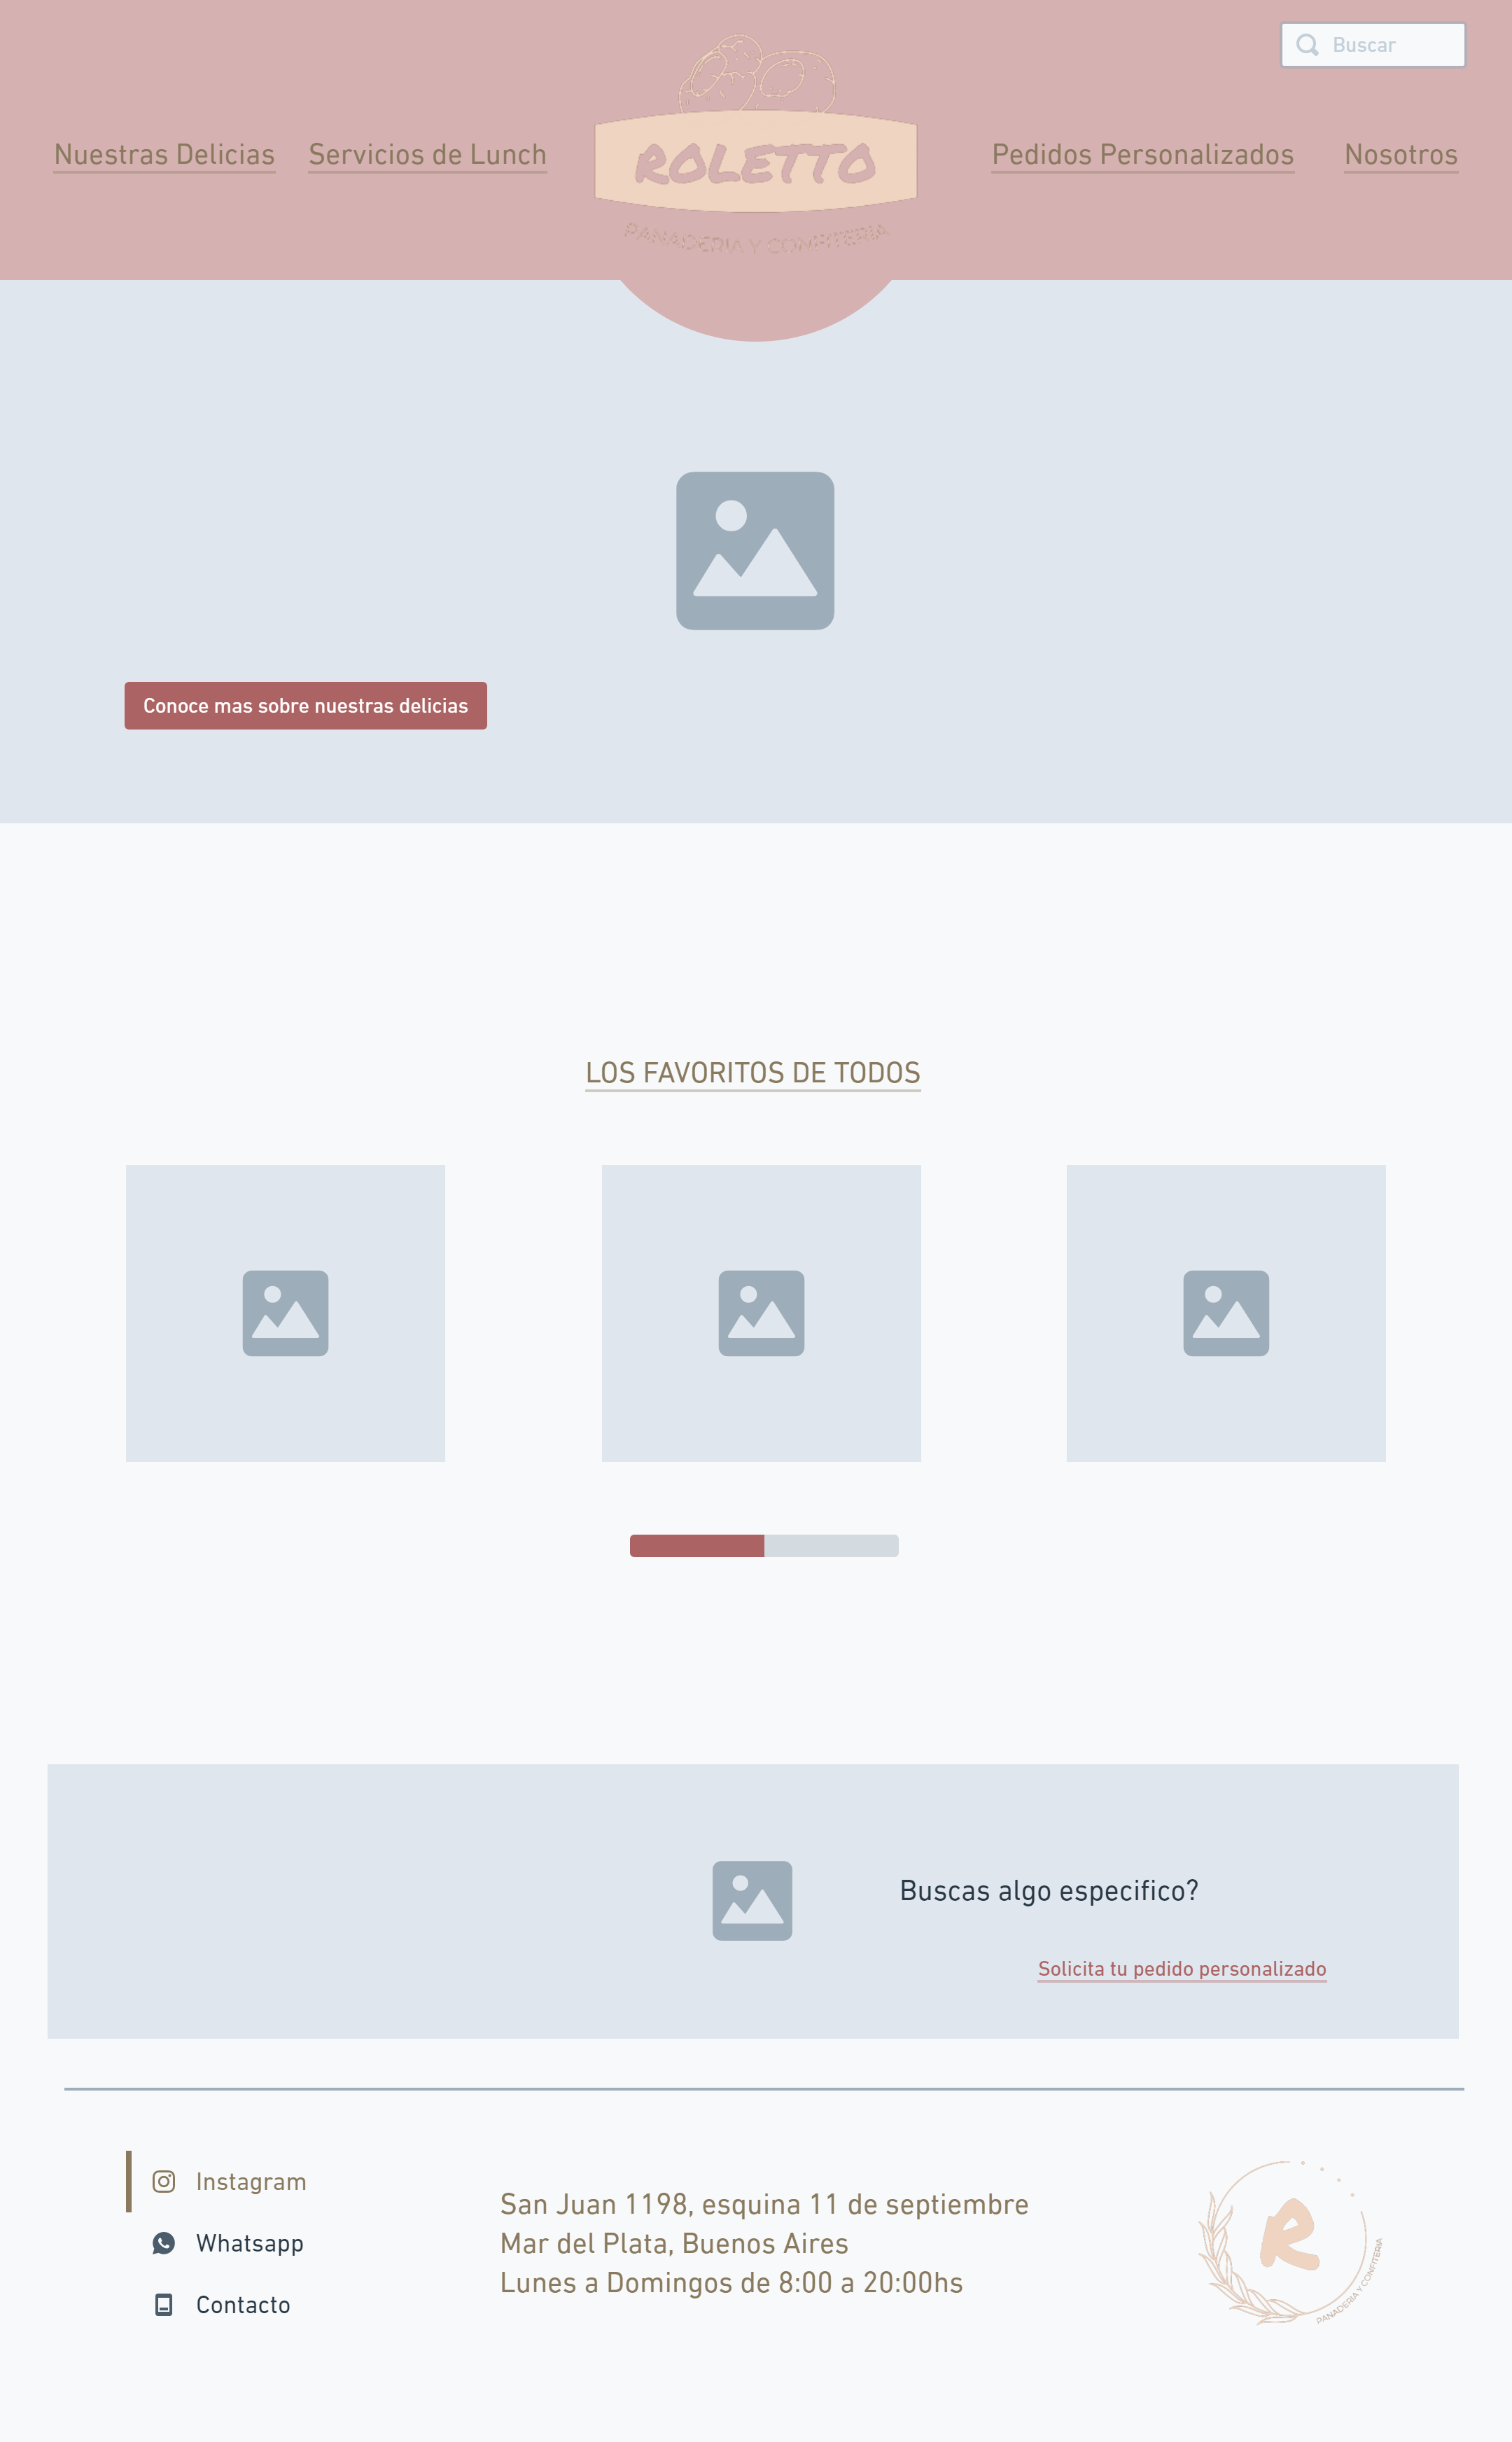 Buscar
Nuestras Delicias
Servicios de Lunch
ROLETTO
PANADERIA Y CONFITERIA
Pedidos Personalizados
Nosotros
Conoce mas sobre nuestras delicias
LOS FAVORITOS DE TODOS
Buscas algo especifico?
Solicita tu pedido personalizado
Instagram
Whatsapp
Contacto
San Juan 1198, esquina 11 de septiembre
Mar del Plata, Buenos Aires
Lunes a Domingos de 8:00 a 20:00hs
R
PANADERIA Y CONFITERIA